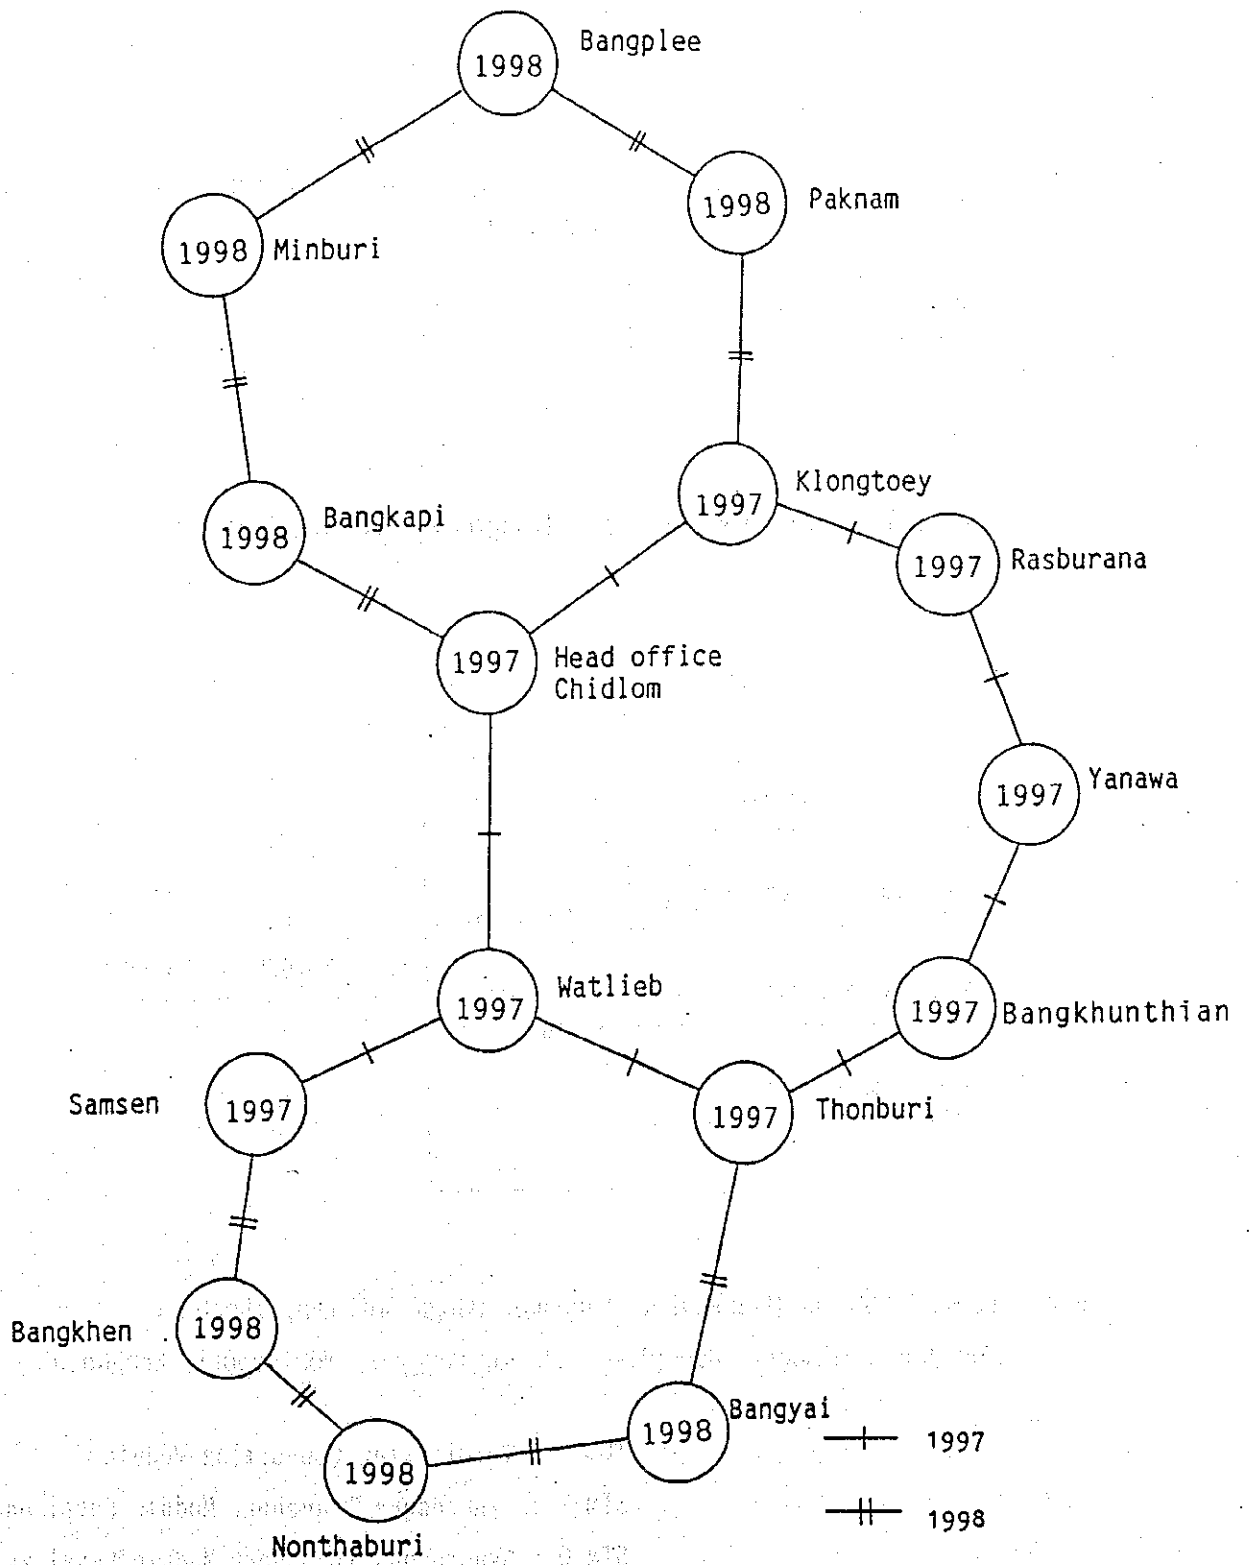 Bangplee
1998
Paknam
1998
1998
Minburi
Klongtoey
1997
Bangkapi
1998
1997
Rasburana
1997
Head office
Chidlom
1997
Yanawa
Watlieb
1997
1997
Bangkhunthian
Samsen
1997
1997
Thonburi
Bangkhen
1998
Bangyai
1998
1997
1998
1998
Nonthaburi